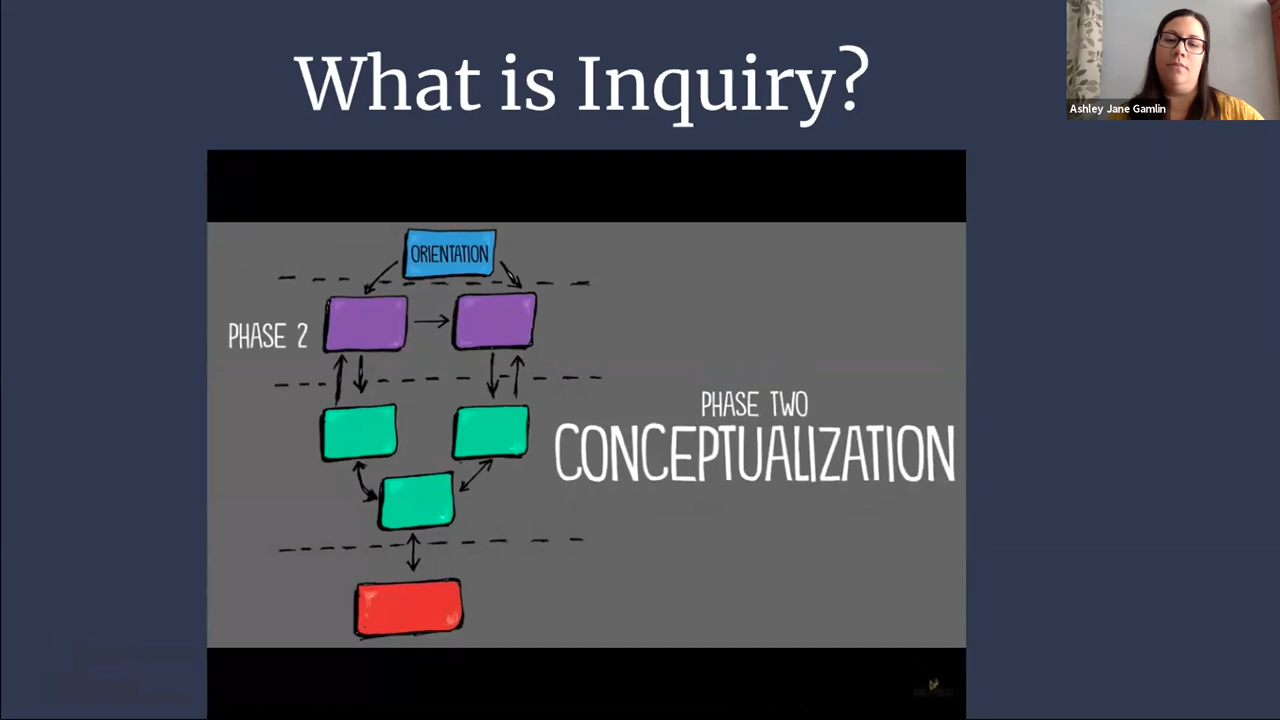 What is Inquiry?
Ashley Jane Gamlin
ORIENTATION
PHASE 2
PHASE TWO
CONCEPTUALIZATION